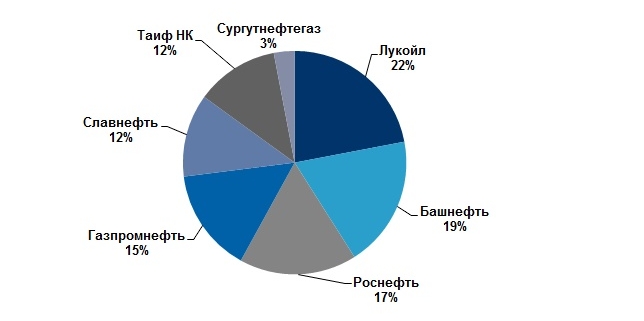 Сургутнефтегаз
3%
Таиф НК
12%
Лукойл
22%
Славнефть
12%
Башнефть
19%
Газпромнефть
15%
Роснефть
17%